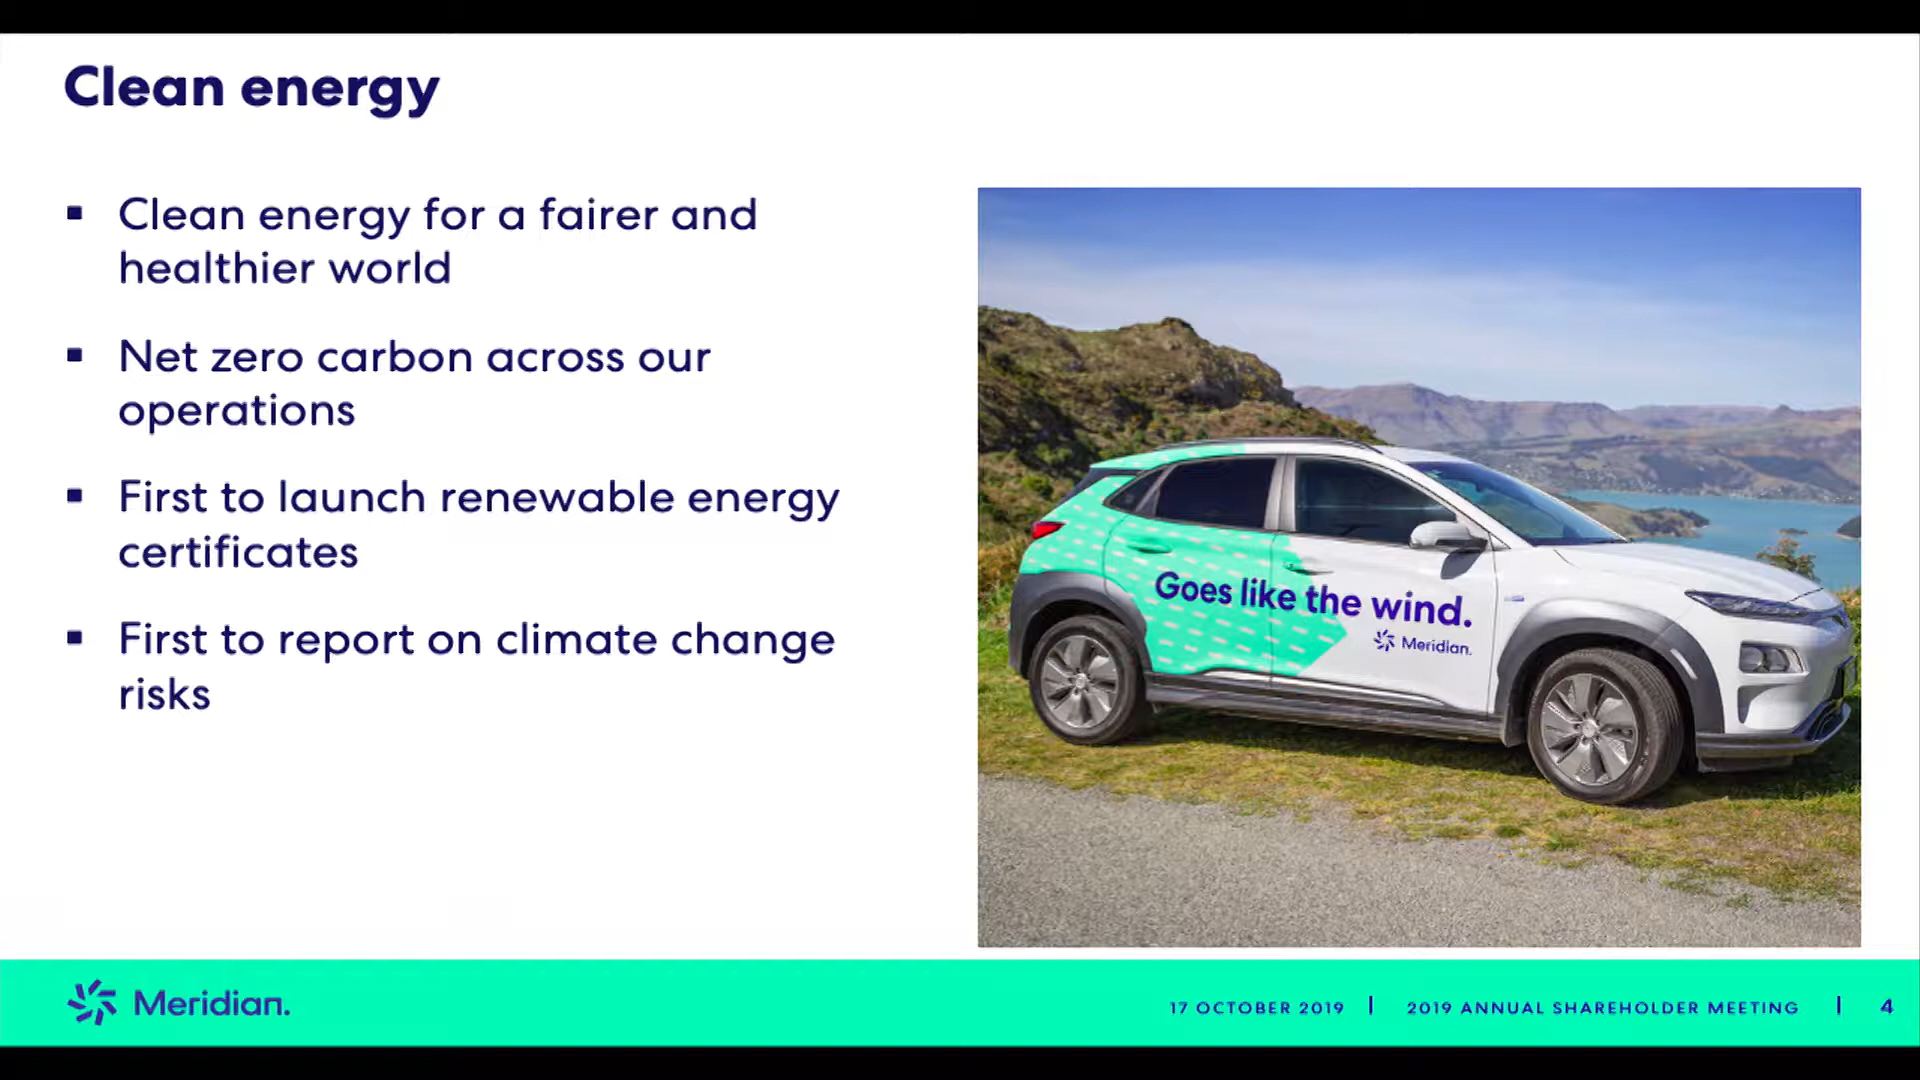 Clean energy
▪ Clean energy for a fairer and
healthier world
▪ Net zero carbon across our
operations
▪ First to launch renewable energy
certificates
▪ First to report on climate change
risks
Goes like the wind.
Meridian.
Meridian.
17 OCTOBER 2019 | 2019 ANNUAL SHAREHOLDER MEETING | 4